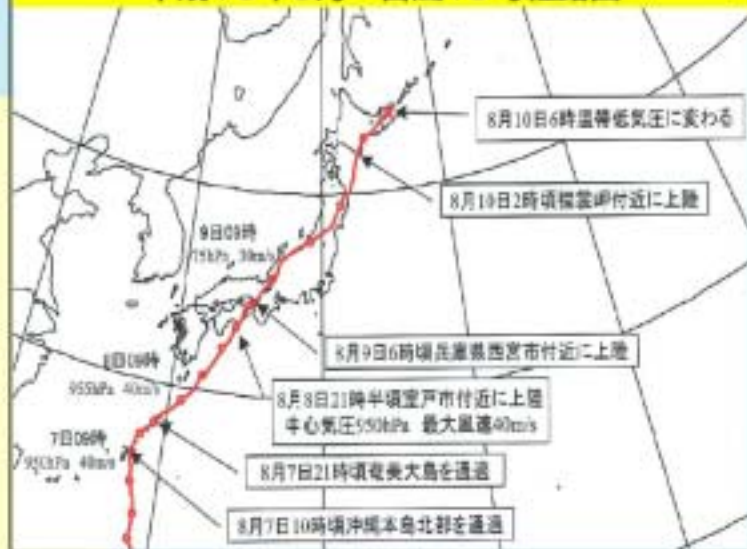 8月10日6時温帯低気圧に変わる
8月10日2時頃襟裳岬付近に上陸
9日09時
75hPa 30m/s
8月9日6時頃兵庫県西宮市付近に上陸
8日09時
955hPa 40m/s
8月8日21時半頃室戸市付近に上陸
中心気圧950hPa 最大風速40m/s
7日09時
40m/s
8月7日21時頃奄美大島を通過
8月7日10時頃沖縄本島北部を通過